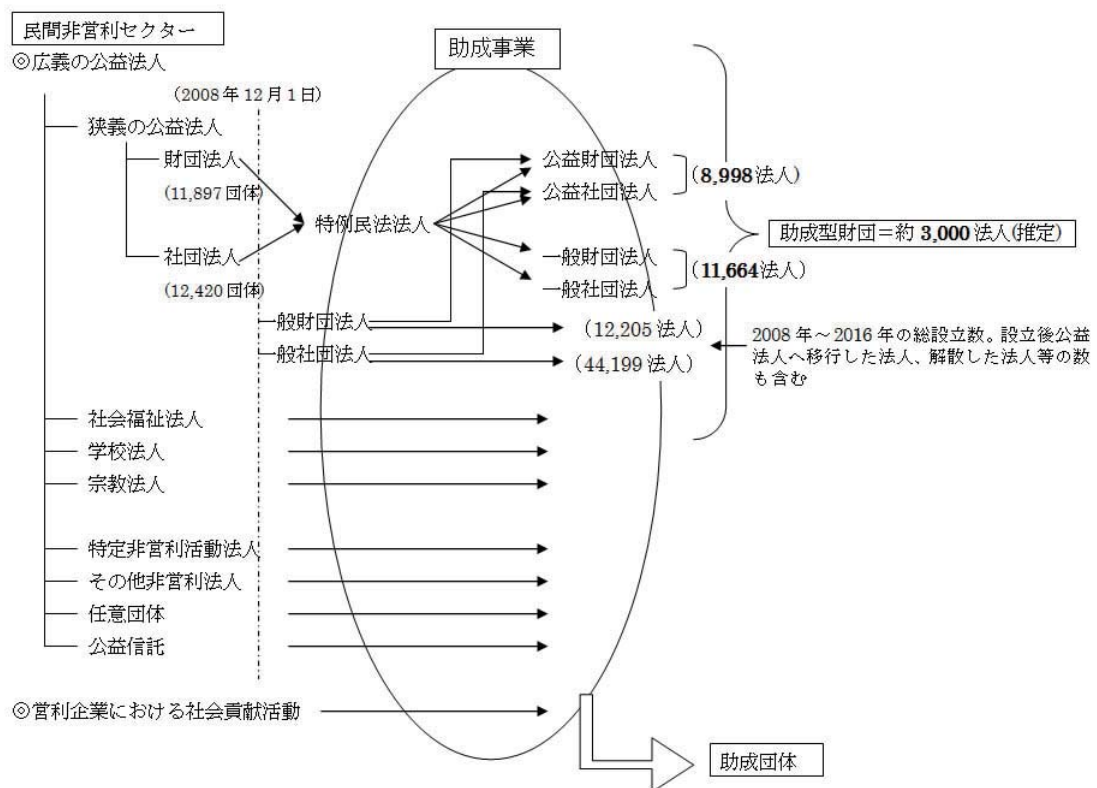 民間非営利セクター
◎広義の公益法人
助成事業
(2008年12月1日)
狭義の公益法人
財団法人
(11,897団体)
社団法人
(12,420団体)
特例民法法人
公益財団法人
公益社団法人
(8,998法人)
一般財団法人
一般社団法人
(11,664法人)
助成型財団＝約3,000法人(推定)
一般財団法人
(12,205法人)
一般社団法人
(44,199法人)
2008年～2016年の総設立数。設立後公益
法人へ移行した法人、解散した法人等の数
も含む
社会福祉法人
学校法人
宗教法人
特定非営利活動法人
その他非営利法人
任意団体
公益信託
◎営利企業における社会貢献活動
助成団体